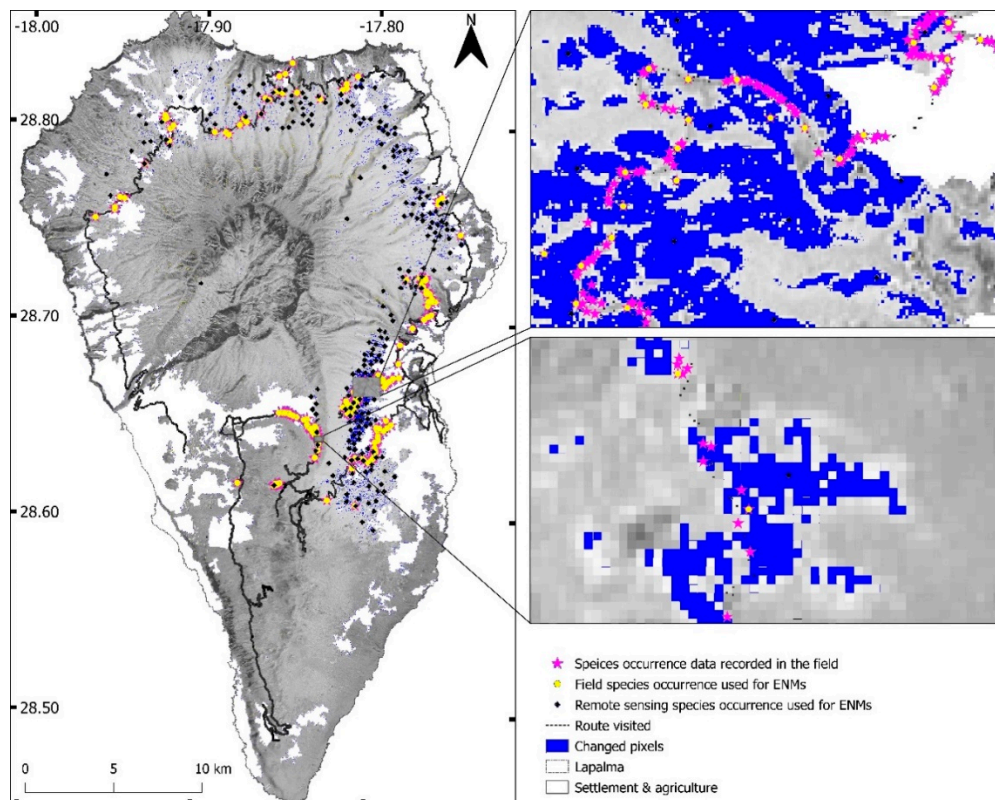 -18.00
-17.90
-17.80
N
28.80
28.70
28.60
28.50
0 5 10 km
Speices occurrence data recorded in the field
Field species occurrence used for ENMs
Remote sensing species occurrence used for ENMs
Route visited
Changed pixels
Lapalma
Settlement & agriculture